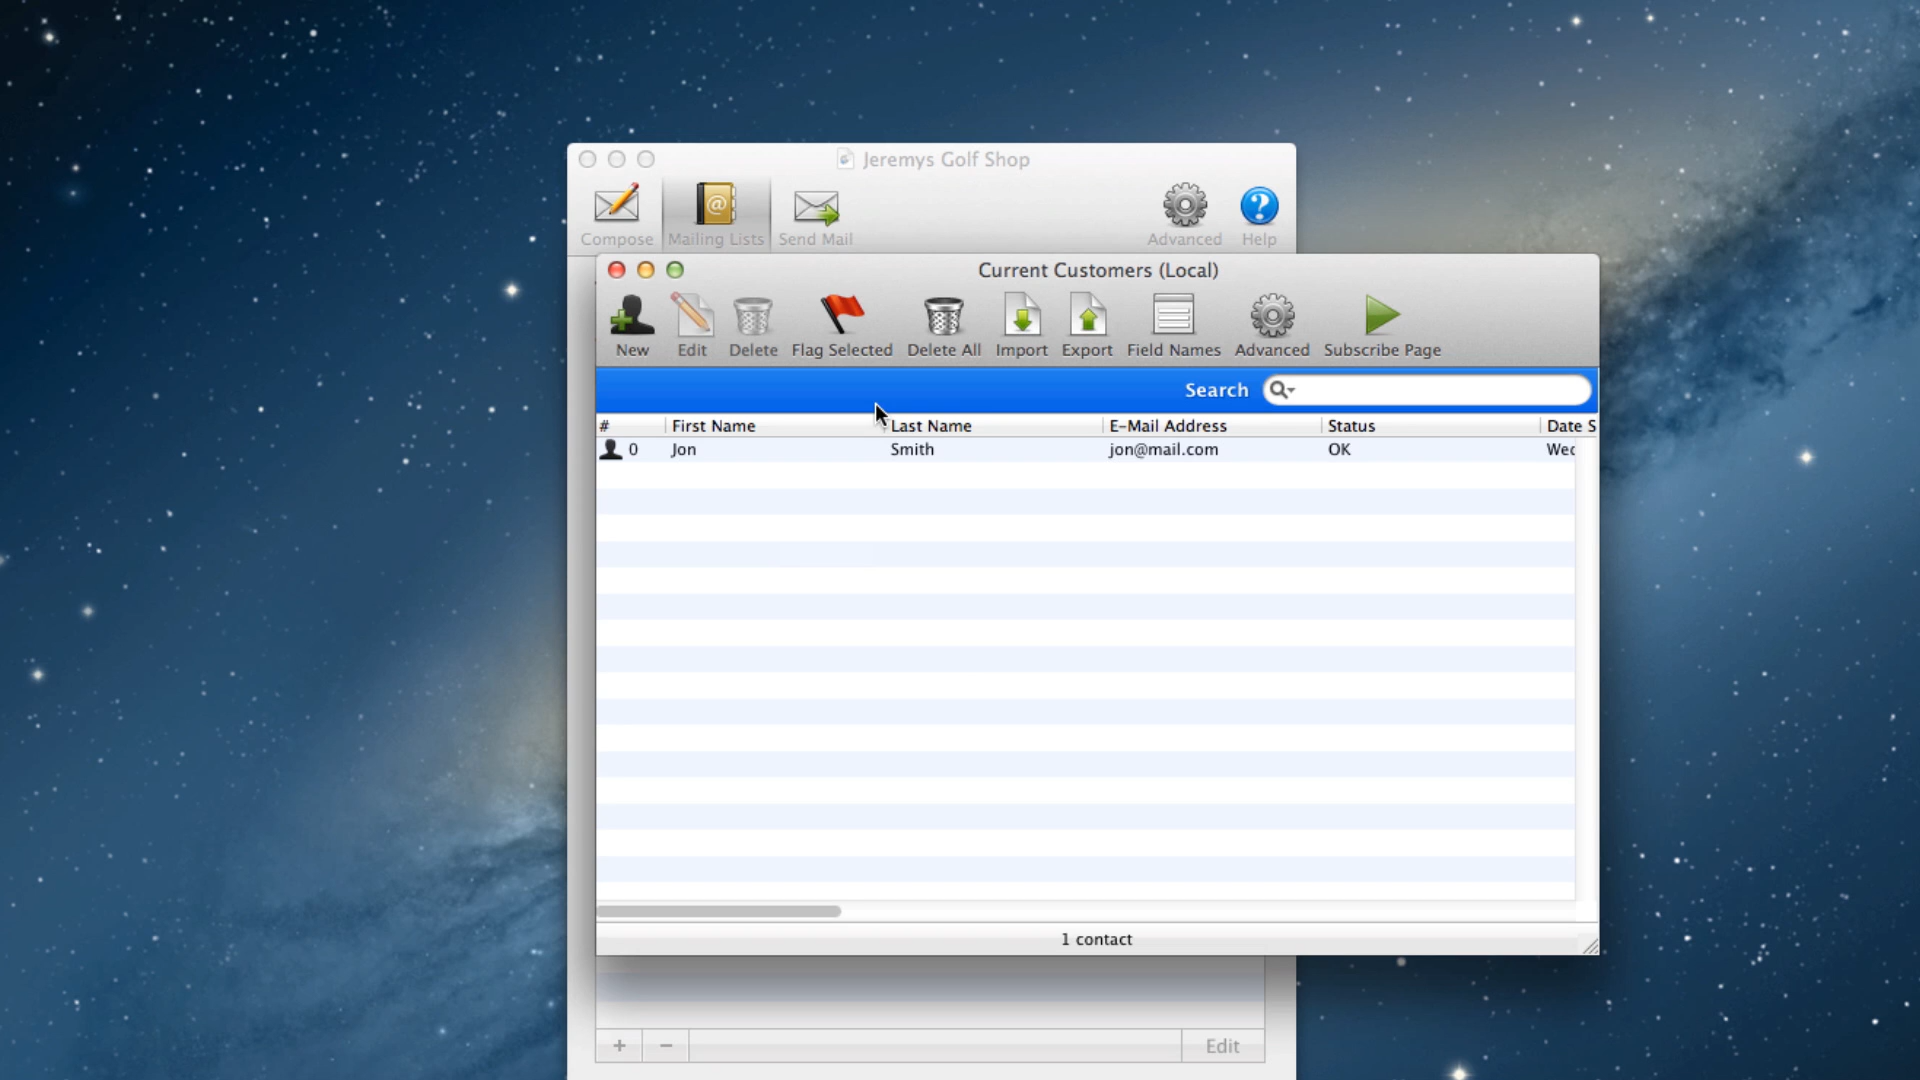 Jeremys Golf Shop
Compose Mailing Lists Send Mail Advanced Help
Current Customers (Local)
New Edit Delete Flag Selected Delete All Import Export Field Names Advanced Subscribe Page
Search
# First Name Last Name E-Mail Address Status Date S
0 Jon Smith jon@mail.com OK Wed
1 contact
+ − Edit